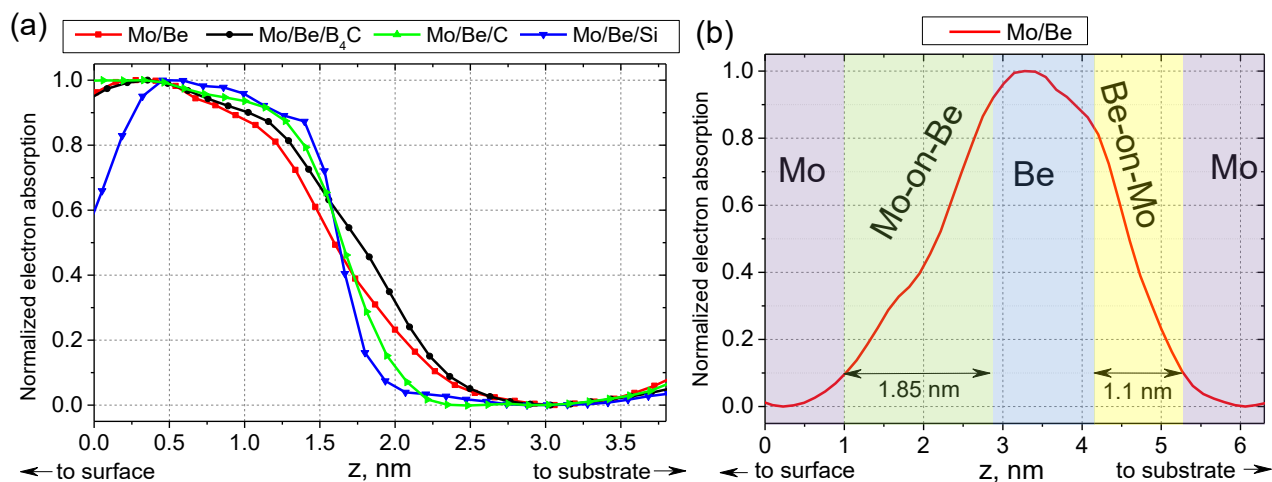 (a)
Mo/Be Mo/Be/B₄C Mo/Be/C Mo/Be/Si
Normalized electron absorption
1.0
0.8
0.6
0.4
0.2
0.0
0.0 0.5 1.0 1.5 2.0 2.5 3.0 3.5
← to surface z, nm to substrate →
(b)
Mo/Be
Normalized electron absorption
1.0
0.8
0.6
0.4
0.2
0.0
Mo
Mo-on-Be
Be
Be-on-Mo
Mo
1.85 nm
1.1 nm
0 1 2 3 4 5 6
← to surface z, nm to substrate →